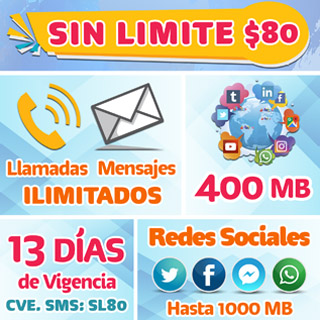 SIN LIMITE $80
Llamadas Mensajes
ILIMITADOS
400 MB
13 DÍAS
de Vigencia
CVE. SMS: SL80
Redes Sociales
Hasta 1000 MB